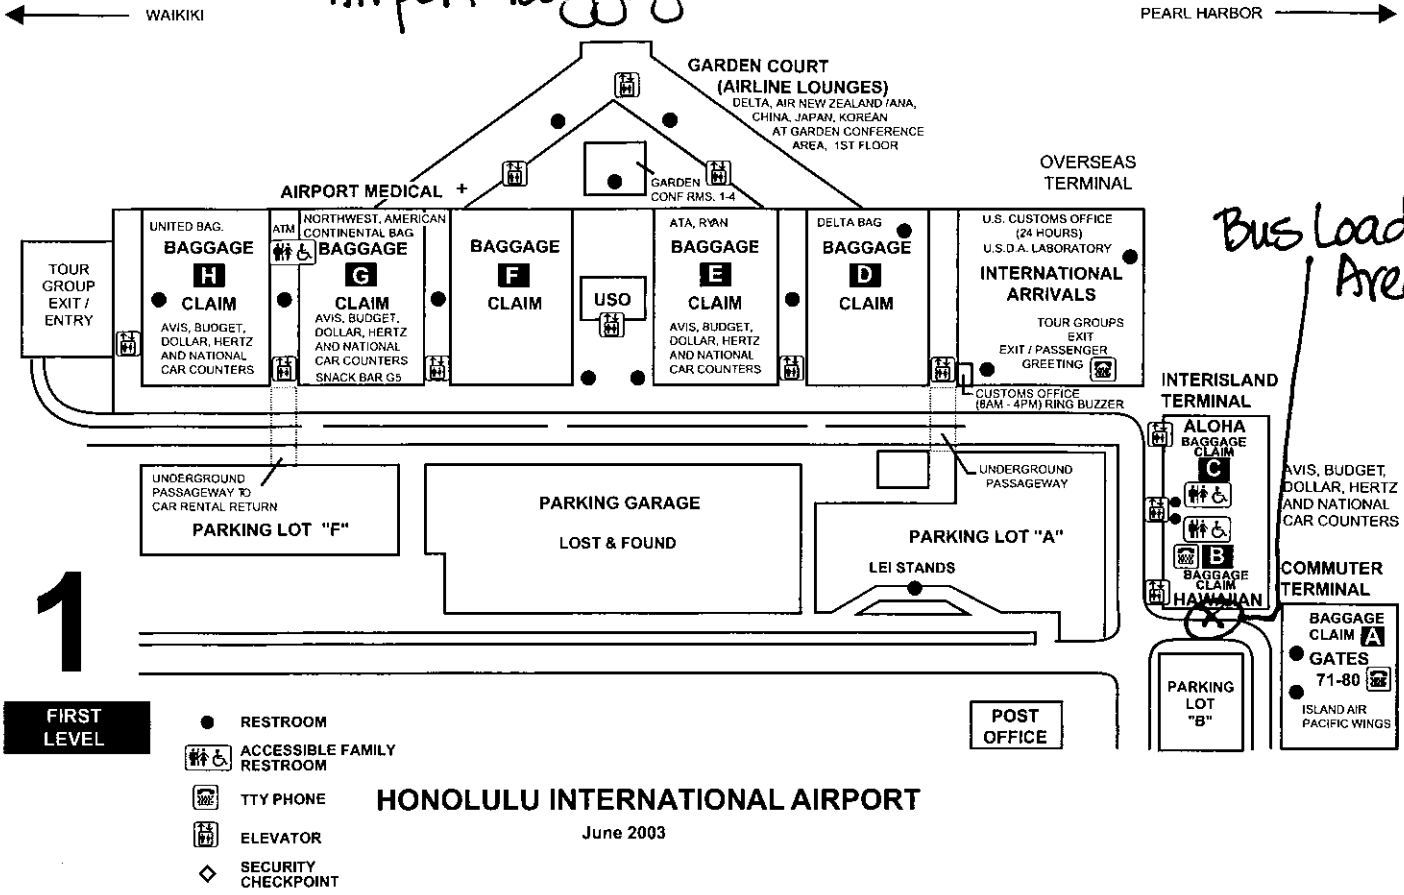 WAIKIKI
Airport
PEARL HARBOR
GARDEN COURT
(AIRLINE LOUNGES)
DELTA, AIR NEW ZEALAND /ANA,
CHINA, JAPAN, KOREAN
AT GARDEN CONFERENCE
AREA, 1ST FLOOR
OVERSEAS
TERMINAL
AIRPORT MEDICAL +
GARDEN
CONF RMS. 1-4
Bus Load
Are
TOUR
GROUP
EXIT /
ENTRY
UNITED BAG.
BAGGAGE
H
CLAIM
AVIS, BUDGET,
DOLLAR, HERTZ
AND NATIONAL
CAR COUNTERS
ATM
NORTHWEST, AMERICAN
CONTINENTAL BAG
BAGGAGE
G
CLAIM
AVIS, BUDGET,
DOLLAR, HERTZ
AND NATIONAL
CAR COUNTERS
SNACK BAR G5
BAGGAGE
F
CLAIM
USO
ATA, RYAN
BAGGAGE
E
CLAIM
AVIS, BUDGET,
DOLLAR, HERTZ
AND NATIONAL
CAR COUNTERS
DELTA BAG
BAGGAGE
D
CLAIM
U.S. CUSTOMS OFFICE
(24 HOURS)
U.S.D.A. LABORATORY
INTERNATIONAL
ARRIVALS
TOUR GROUPS
EXIT
EXIT / PASSENGER
GREETING
CUSTOMS OFFICE
(8AM - 4PM) RING BUZZER
INTERISLAND
TERMINAL
ALOHA
BAGGAGE
CLAIM
C
B
BAGGAGE
CLAIM
HAWAIIAN
X
AVIS, BUDGET,
DOLLAR, HERTZ
AND NATIONAL
CAR COUNTERS
UNDERGROUND
PASSAGEWAY TO
CAR RENTAL RETURN
PARKING LOT "F"
PARKING GARAGE
LOST & FOUND
UNDERGROUND
PASSAGEWAY
PARKING LOT "A"
LEI STANDS
COMMUTER
TERMINAL
BAGGAGE
CLAIM A
GATES
71-80
ISLAND AIR
PACIFIC WINGS
PARKING
LOT
"B"
POST
OFFICE
1
FIRST
LEVEL
RESTROOM
ACCESSIBLE FAMILY
RESTROOM
TTY PHONE
ELEVATOR
SECURITY
CHECKPOINT
HONOLULU INTERNATIONAL AIRPORT
June 2003